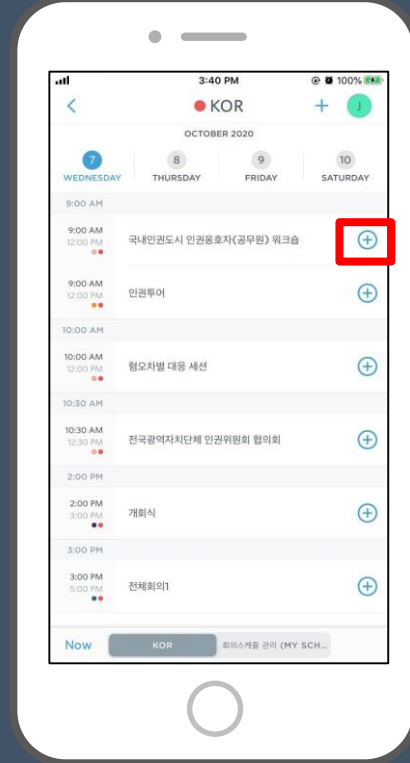 3:40 PM
100%
KOR
J
OCTOBER 2020
7 8 9 10
WEDNESDAY THURSDAY FRIDAY SATURDAY
9:00 AM
9:00 AM
12:00 PM
국내인권도시 인권옹호자(공무원) 워크숍
9:00 AM
12:00 PM
인권투어
10:00 AM
10:00 AM
12:00 PM
혐오차별 대응 세션
10:30 AM
10:30 AM
12:30 PM
전국광역자치단체 인권위원회 협의회
2:00 PM
2:00 PM
3:00 PM
개회식
3:00 PM
3:00 PM
5:00 PM
전체회의1
Now KOR 회의스케줄 관리 (MY SCH...